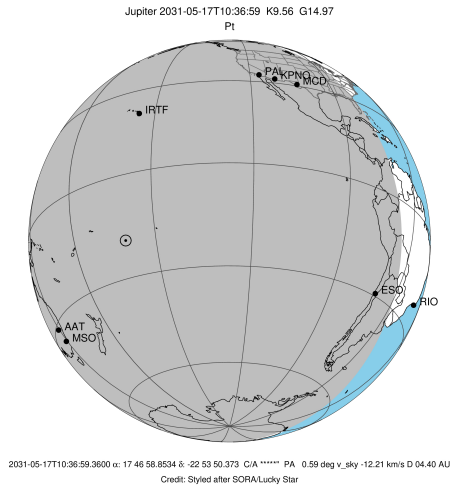 Jupiter 2031-05-17T10:36:59 K9.56 G14.97
Pt
PAL
KPNO
MCD
IRTF
ESO
RIO
AAT
MSO
2031-05-17T10:36:59.3600 α: 17 46 58.8534 δ: -22 53 50.373 C/A *****" PA 0.59 deg v_sky -12.21 km/s D 04.40 AU
Credit: Styled after SORA/Lucky Star